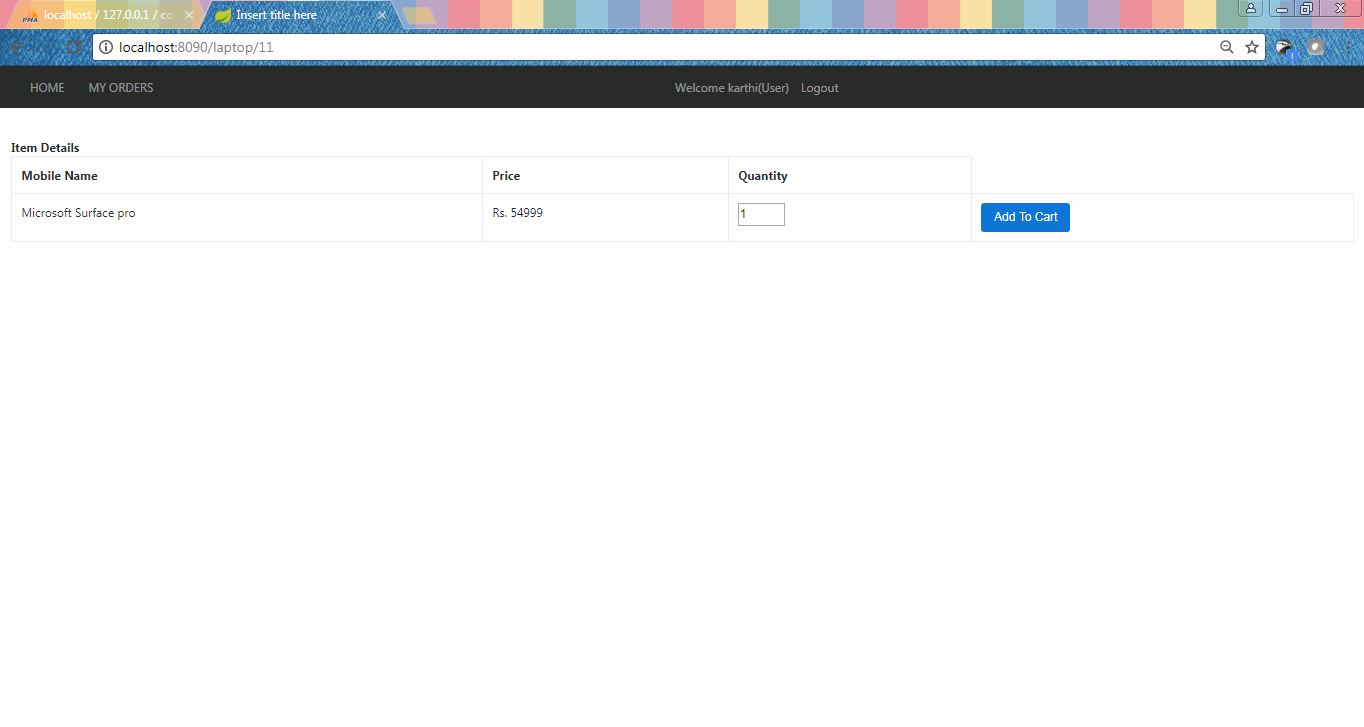 PMA localhost / 127.0.0.1 / co Insert title here
localhost:8090/laptop/11
HOME MY ORDERS Welcome karthi(User) Logout
Item Details
Mobile Name Price Quantity
Microsoft Surface pro Rs. 54999 1 Add To Cart